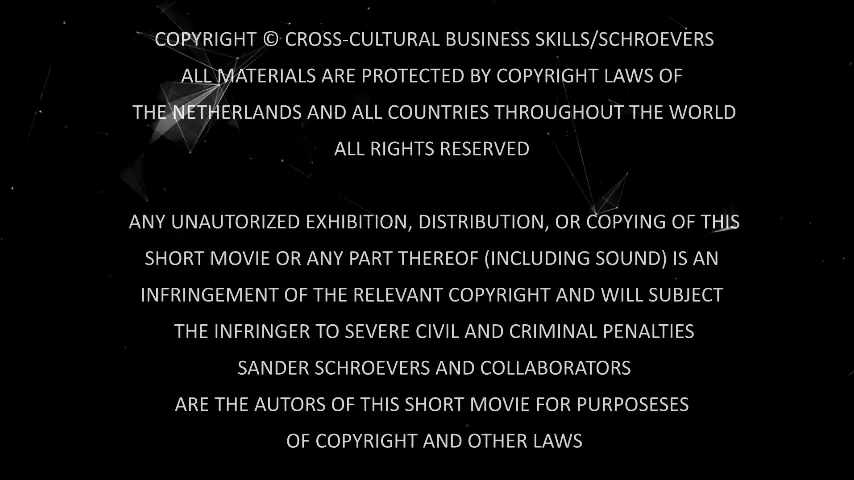 COPYRIGHT © CROSS-CULTURAL BUSINESS SKILLS/SCHROEVERS
ALL MATERIALS ARE PROTECTED BY COPYRIGHT LAWS OF
THE NETHERLANDS AND ALL COUNTRIES THROUGHOUT THE WORLD
ALL RIGHTS RESERVED
ANY UNAUTORIZED EXHIBITION, DISTRIBUTION, OR COPYING OF THIS
SHORT MOVIE OR ANY PART THEREOF (INCLUDING SOUND) IS AN
INFRINGEMENT OF THE RELEVANT COPYRIGHT AND WILL SUBJECT
THE INFRINGER TO SEVERE CIVIL AND CRIMINAL PENALTIES
SANDER SCHROEVERS AND COLLABORATORS
ARE THE AUTORS OF THIS SHORT MOVIE FOR PURPOSESES
OF COPYRIGHT AND OTHER LAWS